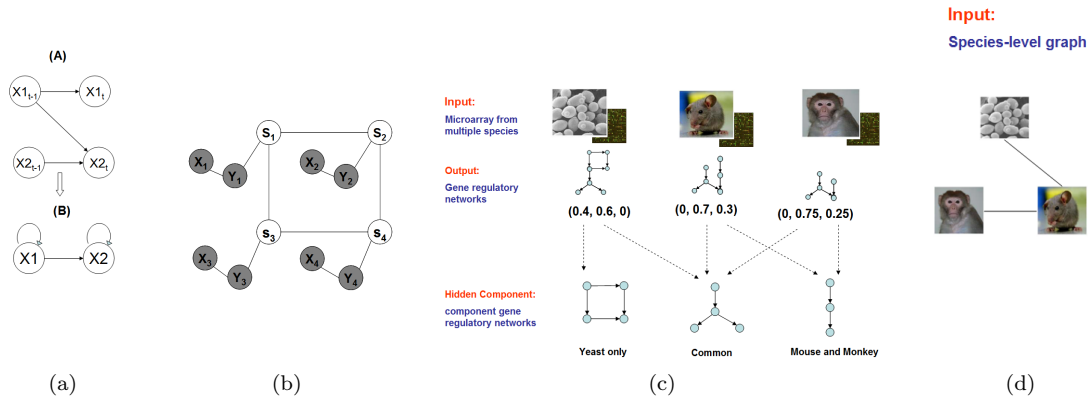 (A)
X1t-1
X1t
X2t-1
X2t
(B)
X1
X2
(a)
S1
S2
X1
Y1
X2
Y2
S3
S4
X3
Y3
X4
Y4
(b)
Input:
Microarray from
multiple species
Output:
Gene regulatory
networks
(0.4, 0.6, 0)
(0, 0.7, 0.3)
(0, 0.75, 0.25)
Hidden Component:
component gene
regulatory networks
Yeast only
Common
Mouse and Monkey
(c)
Input:
Species-level graph
(d)